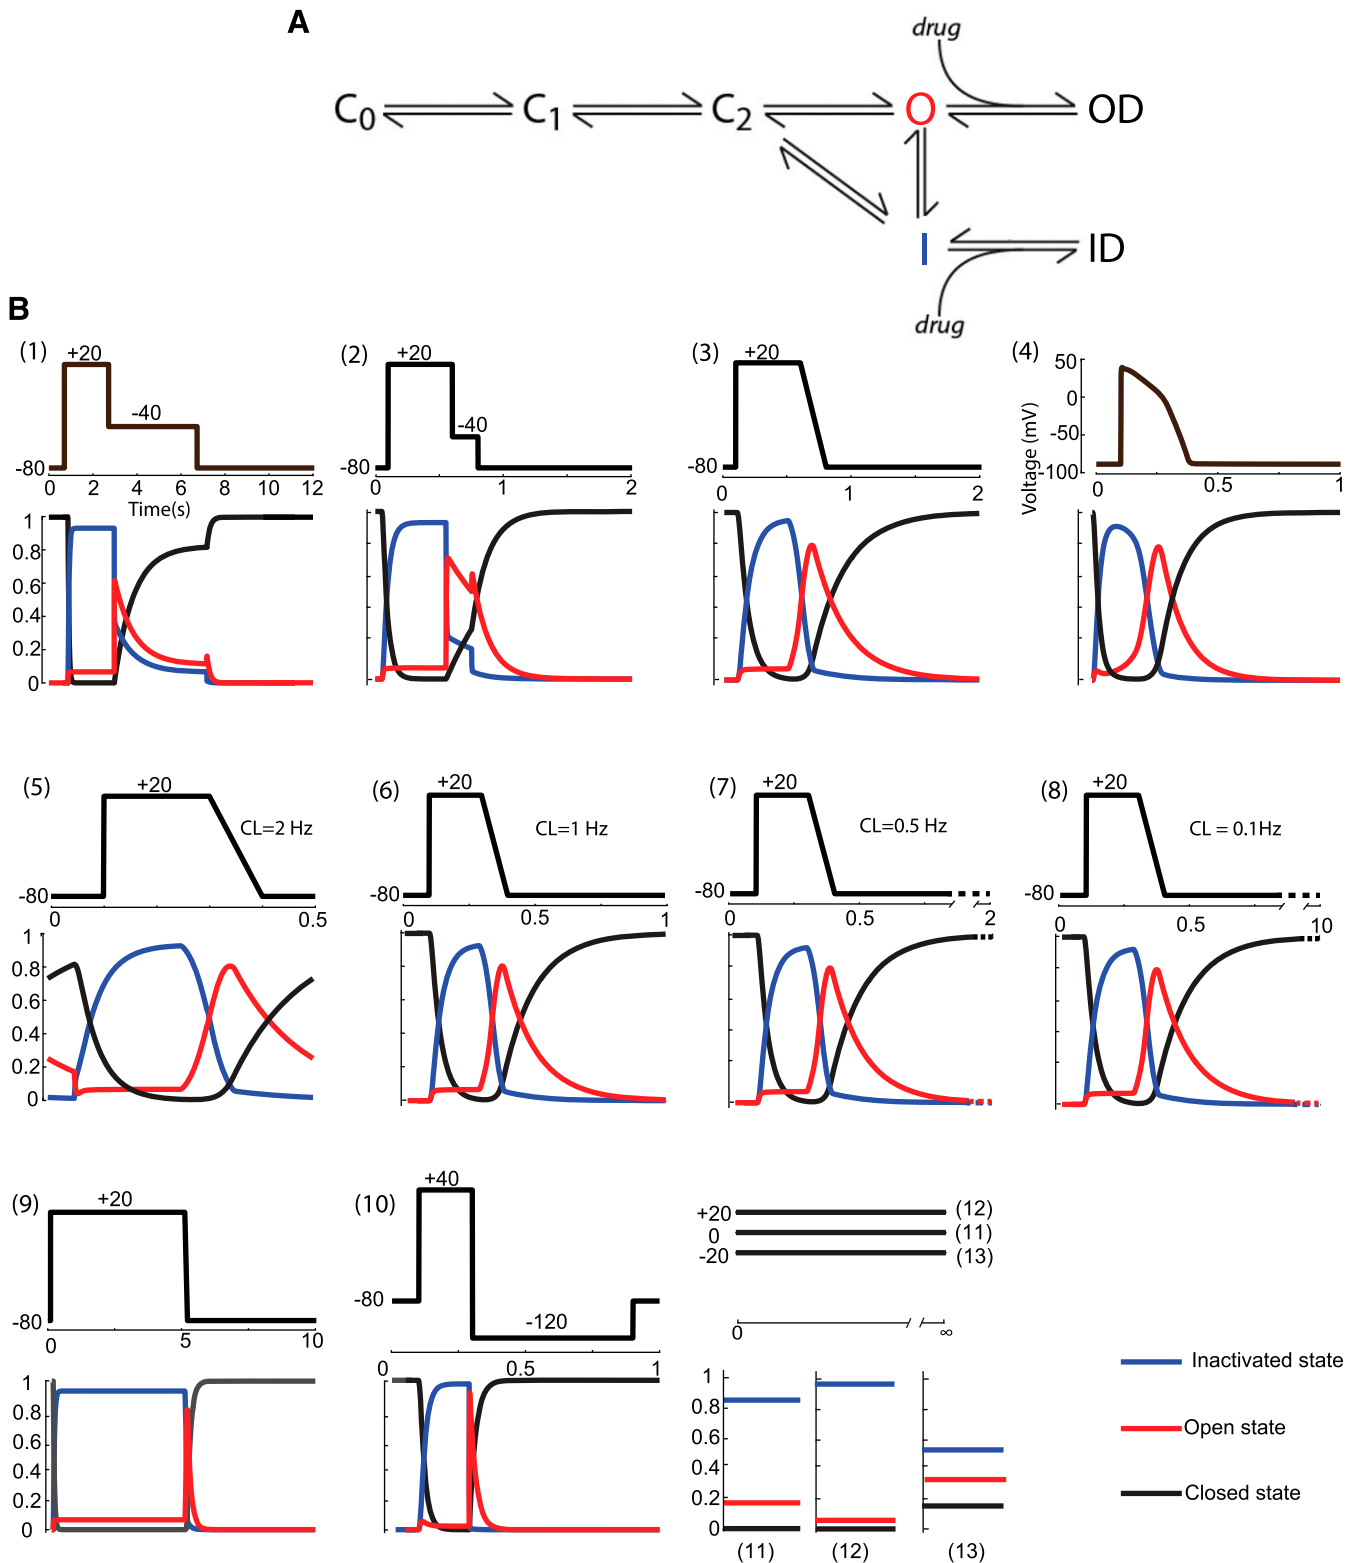 A
drug
C0 C1 C2 O OD
I ID
drug
B
(1) +20 -40 -80
0 2 4 6 8 10 12
Time(s)
1
0.8
0.6
0.4
0.2
0
(2) +20 -40 -80
0 1 2
(3) +20 -80
0 1 2
(4) Voltage (mV)
50
0
-50
-100
0 0.5 1
(5) +20 CL=2 Hz -80
0 0.5
1
0.8
0.6
0.4
0.2
0
(6) +20 CL=1 Hz -80
0 0.5 1
(7) +20 CL=0.5 Hz -80
0 0.5 2
(8) +20 CL = 0.1Hz -80
0 0.5 10
(9) +20 -80
0 5 10
1
0.8
0.6
0.4
0.2
0
(10) +40 -80 -120
0 0.5 1
+20 (12)
0 (11)
-20 (13)
0 ∞
1
0.8
0.6
0.4
0.2
0
(11) (12) (13)
Inactivated state
Open state
Closed state